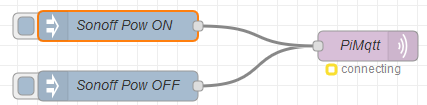 Sonoff Pow ON
PiMqtt
connecting
Sonoff Pow OFF